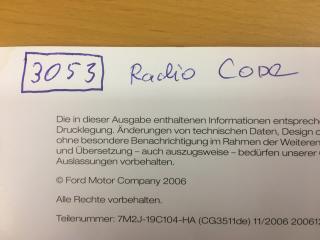 3053 Radio Code
Die in dieser Ausgabe enthaltenen Informationen entspreche
Drucklegung. Änderungen von technischen Daten, Design o
ohne besondere Benachrichtigung im Rahmen der Weiteren
und Übersetzung – auch auszugsweise – bedürfen unserer
Auslassungen vorbehalten.
© Ford Motor Company 2006
Alle Rechte vorbehalten.
Teilenummer: 7M2J-19C104-HA (CG3511de) 11/2006 200612